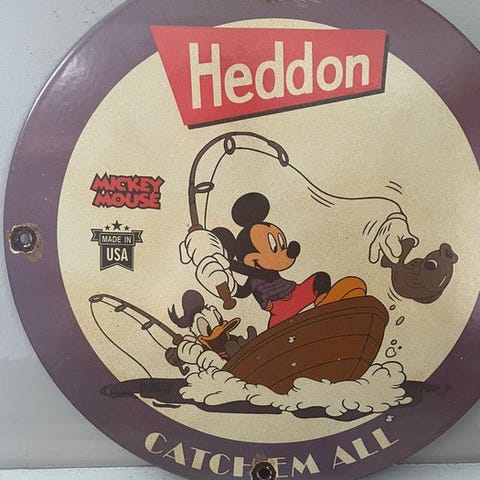 Heddon
MICKEY
MOUSE
MADE IN
USA
CATCH'EM ALL"